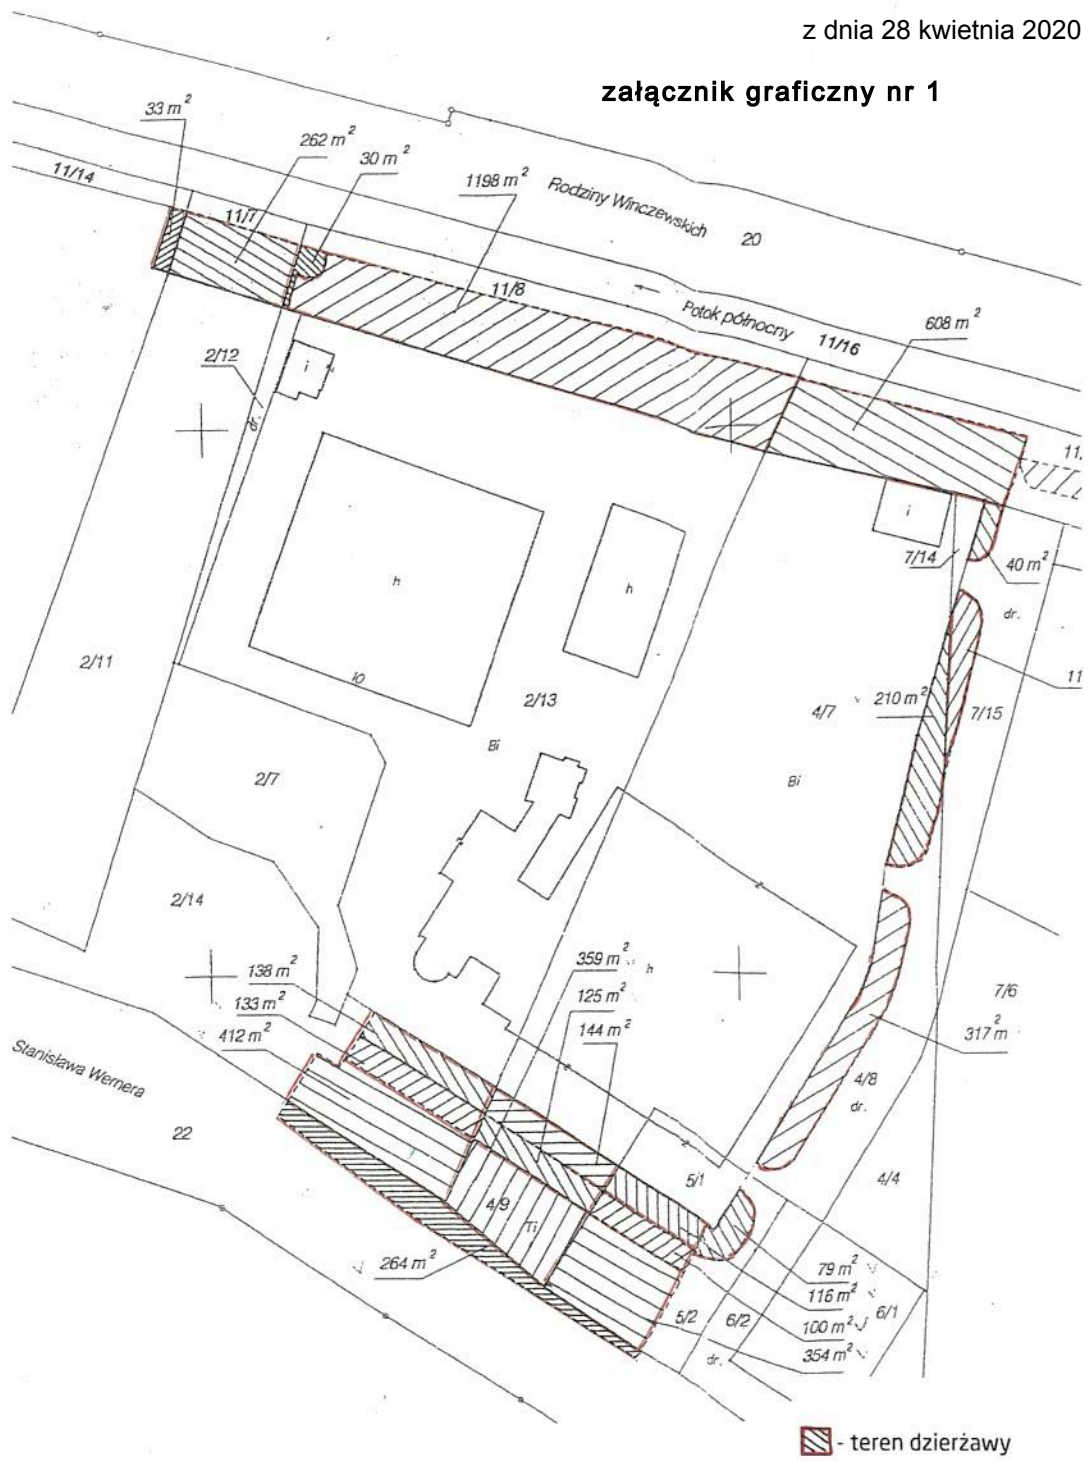 z dnia 28 kwietnia 2020
załącznik graficzny nr 1
33 m²
262 m²
30 m²
1198 m²
Rodziny Winczewskich
20
11/14
11/7
11/8
Potok północny
11/16
608 m²
11
2/12
i
dr.
i
7/14
40 m²
dr.
h
h
11
2/11
10
2/13
4/7
210 m²
7/15
Bi
2/7
Bi
2/14
359 m²
h
138 m²
125 m²
7/6
133 m²
144 m²
317 m²
412 m²
Stanisława Wernera
4/8
dr.
22
5/1
4/4
4/9
Ti
264 m²
79 m²
116 m²
5/2
6/2
6/1
100 m²
354 m²
dr.
- teren dzierżawy